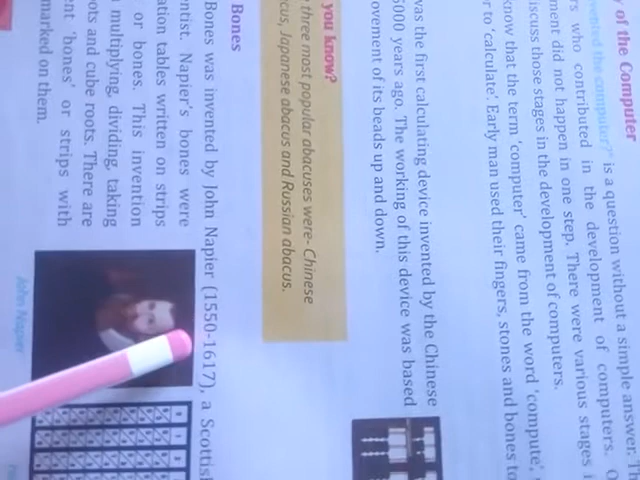 y of Computer
vented the computer?' is a question without a simple answer. Th
rs who contributed in the development of computers. O
ment did not happen in one step. There were various stages i
iscuss those stages in the development of computers.
know that the term 'computer' came from the word 'compute',
r to 'calculate'. Early man used their fingers, stones and bones to
was the first calculating device invented by the Chinese
5000 years ago. The working of this device was based
ovement of its beads up and down.
you know?
three most popular abacuses were- Chinese
cus, Japanese abacus and Russian abacus.
Bones
Bones was invented by John Napier (1550-1617), a Scottis
entist. Napier's bones were
ation tables written on strips
or bones. This invention
multiplying, dividing, taking
oots and cube roots. There are
ent 'bones' or strips with
marked on them.
John Napier